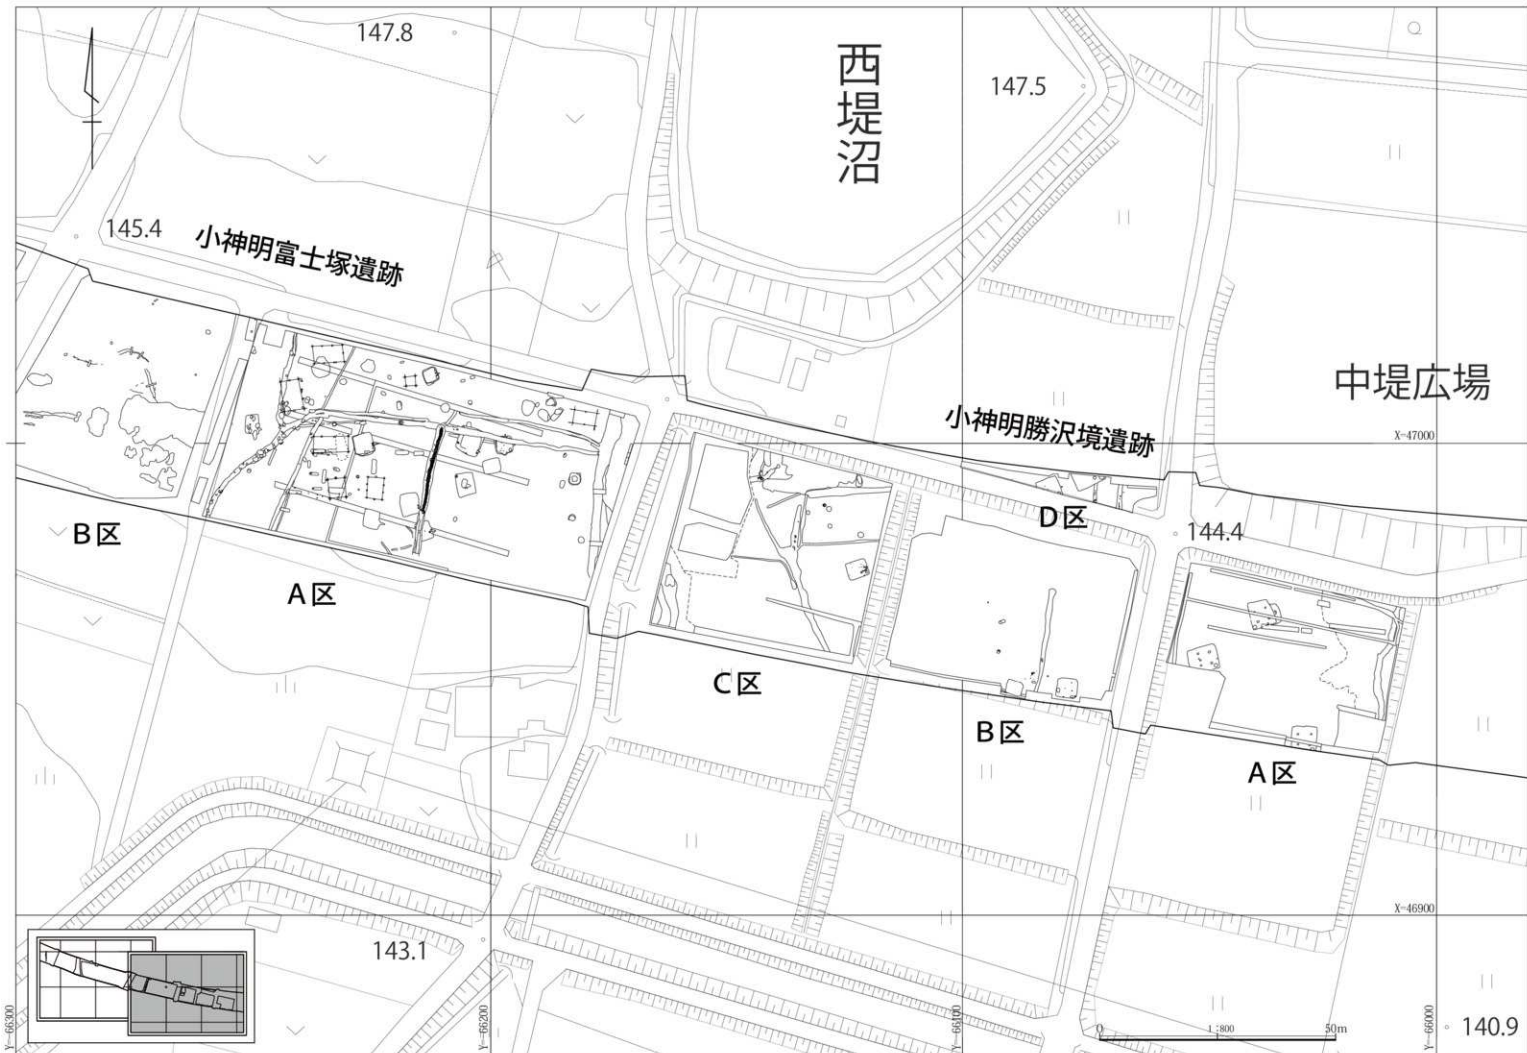 147.8
西堤沼
147.5
145.4
小神明富士塚遺跡
中堤広場
小神明勝沢境遺跡
X=47000
B区
D区
144.4
A区
C区
B区
A区
X=46900
143.1
Y=-66300
Y=-66200
Y=-66100
Y=-66000
0
1:800
50m
140.9